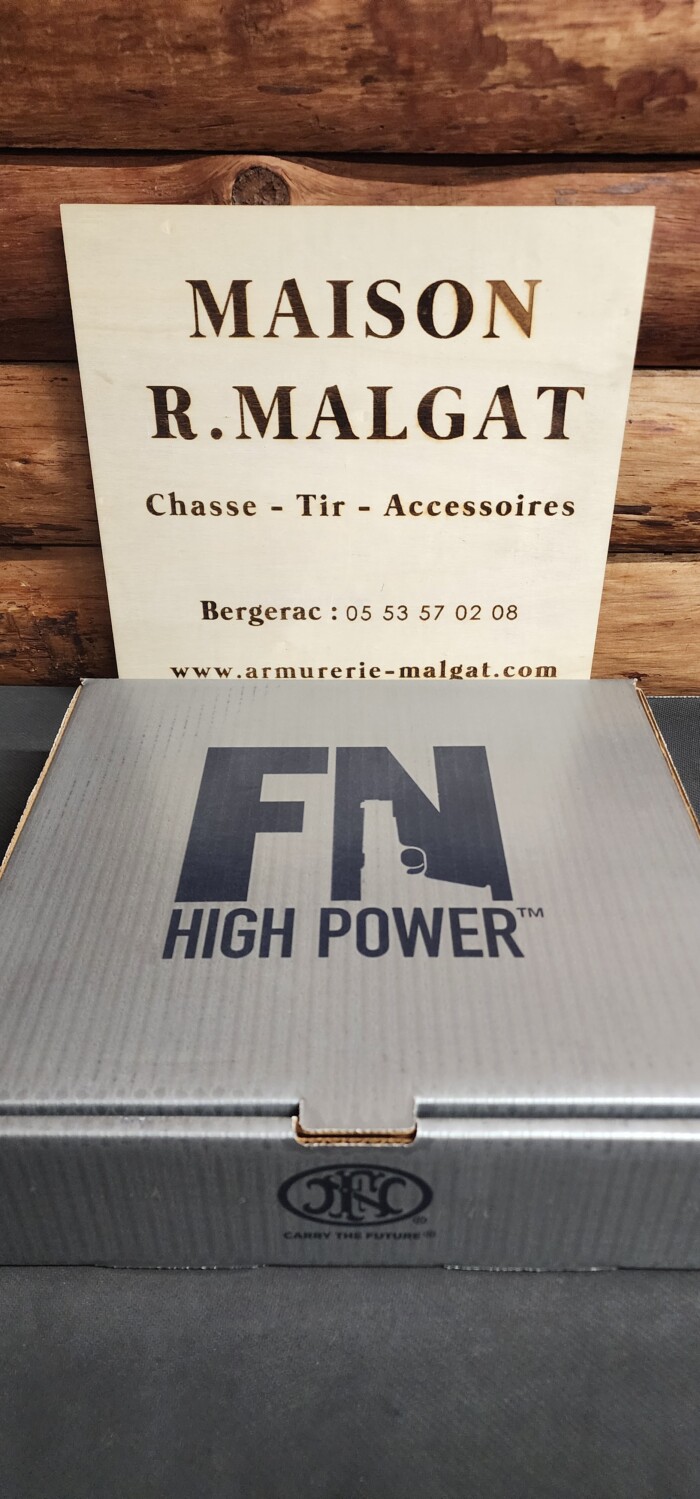 MAISON
R.MALGAT
Chasse - Tir - Accessoires
Bergerac : 05 53 57 02 08
www.armurerie-malgat.com
FN
HIGH POWER™
FN
®
CARRY THE FUTURE®